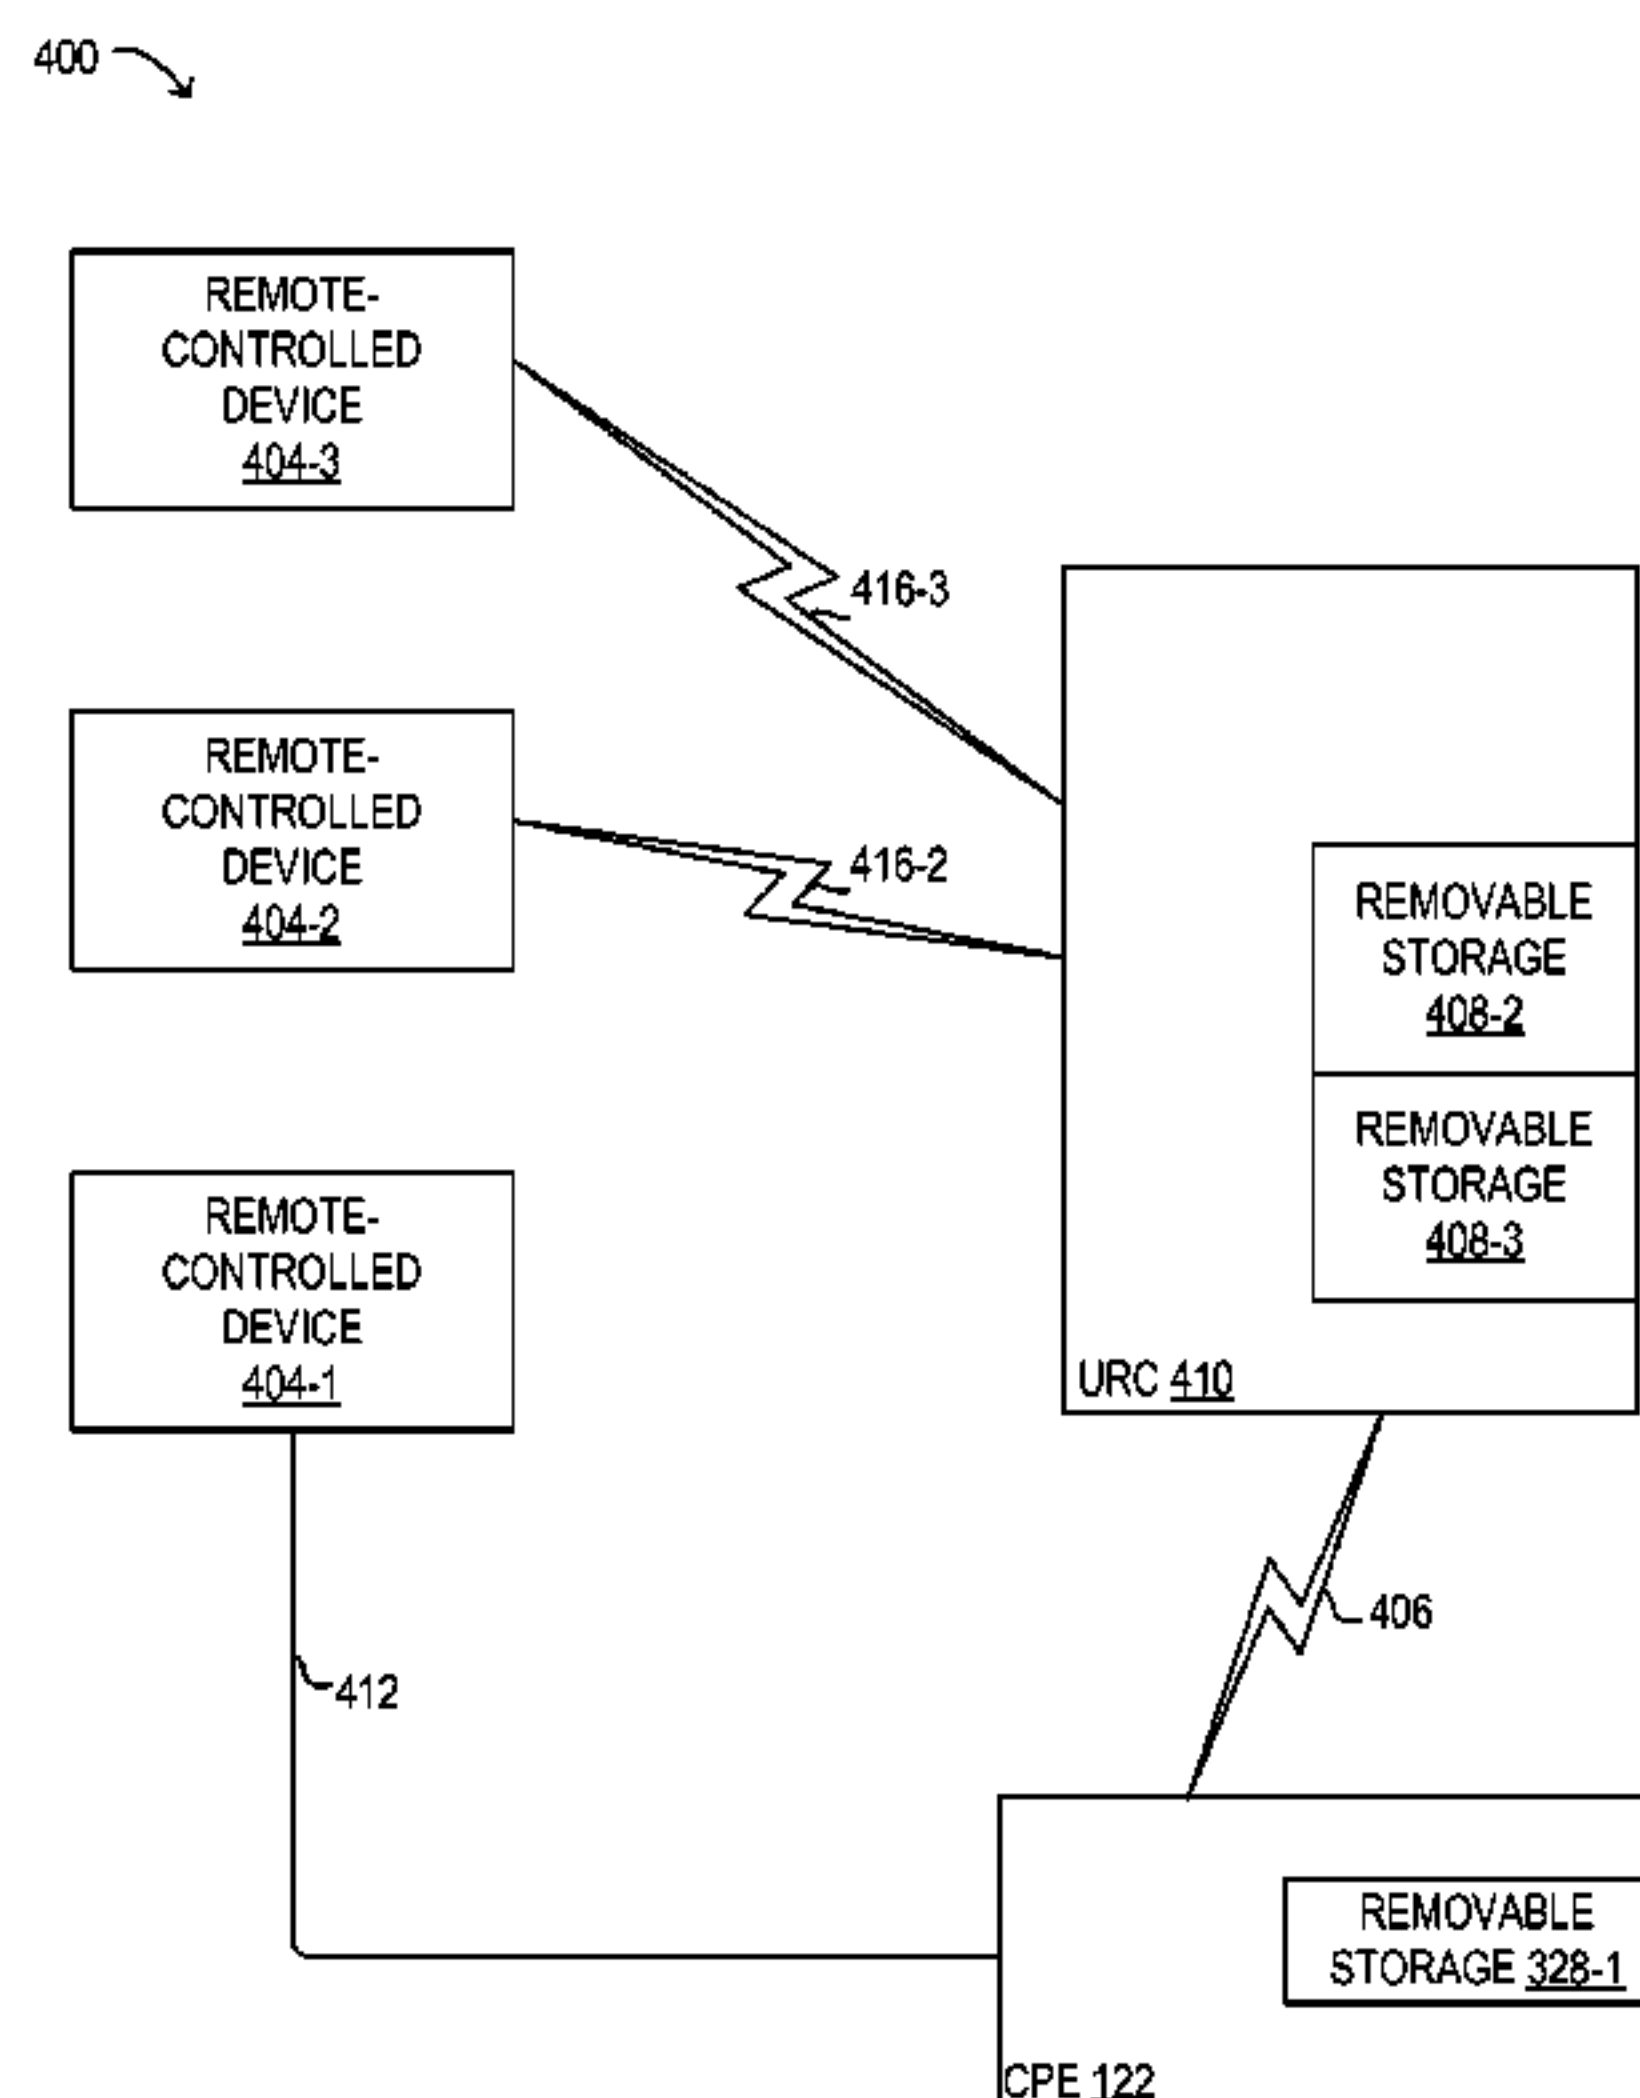 400
REMOTE-
CONTROLLED
DEVICE
404-3
416-3
REMOTE-
CONTROLLED
DEVICE
404-2
416-2
REMOVABLE
STORAGE
408-2
REMOVABLE
STORAGE
408-3
URC 410
REMOTE-
CONTROLLED
DEVICE
404-1
406
412
REMOVABLE
STORAGE 328-1
CPE 122